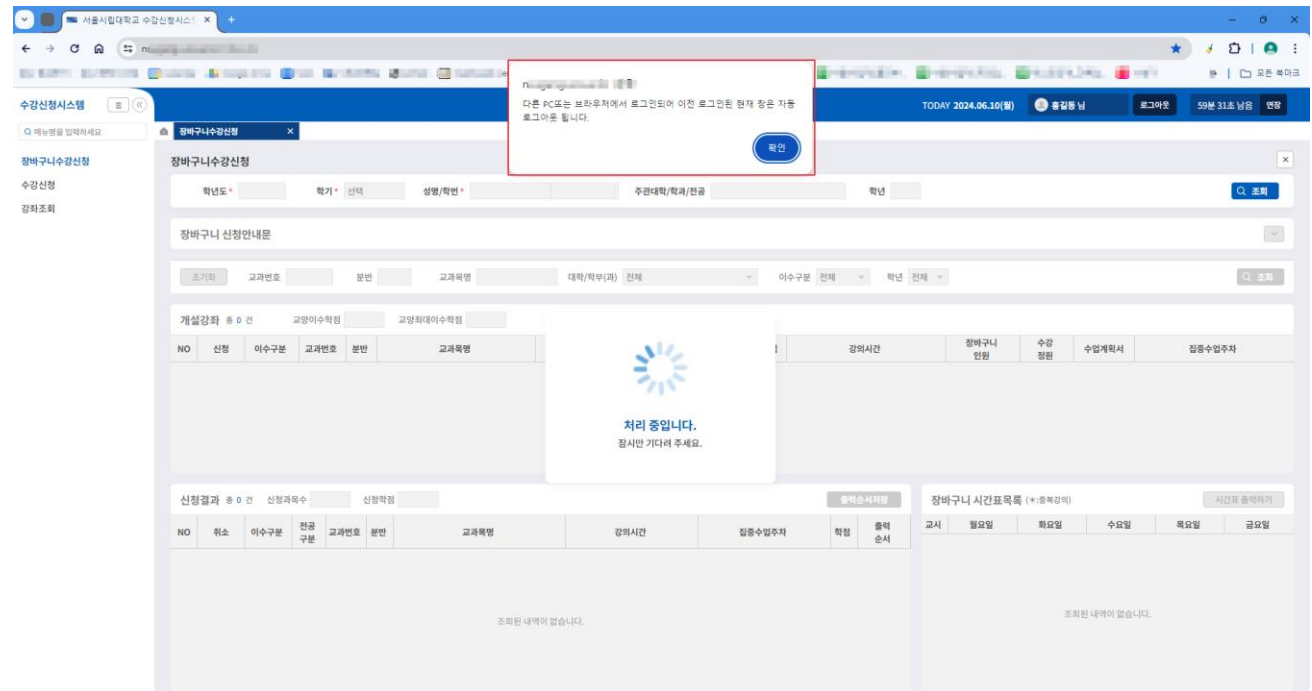 서울시립대학교 수강신청시스
모든 북마크
다른 PC또는 브라우저에서 로그인되어 이전 로그인된 현재 창은 자동
로그아웃 됩니다.
확인
수강신청시스템
TODAY 2024.06.10(월) 홍길동 님 로그아웃 59분 31초 남음 연장
메뉴명을 입력하세요
장바구니수강신청
장바구니수강신청
수강신청
강좌조회
장바구니수강신청
학년도* 학기* 선택 성명/학번* 주관대학/학과/전공 학년 조회
장바구니 신청안내문
초기화 교과번호 분반 교과목명 대학/학부(과) 전체 이수구분 전체 학년 전체 조회
개설강좌 총 0 건 교양이수학점 교양최대이수학점
NO 신청 이수구분 교과번호 분반 교과목명 강의시간 장바구니 인원 수강 정원 수업계획서 집중수업주차
처리 중입니다.
잠시만 기다려 주세요.
신청결과 총 0 건 신청과목수 신청학점 출력순서저장
NO 취소 이수구분 전공 구분 교과번호 분반 교과목명 강의시간 집중수업주차 학점 출력 순서
조회된 내역이 없습니다.
장바구니 시간표목록 (*:중복강의) 시간표 출력하기
교시 월요일 화요일 수요일 목요일 금요일
조회된 내역이 없습니다.